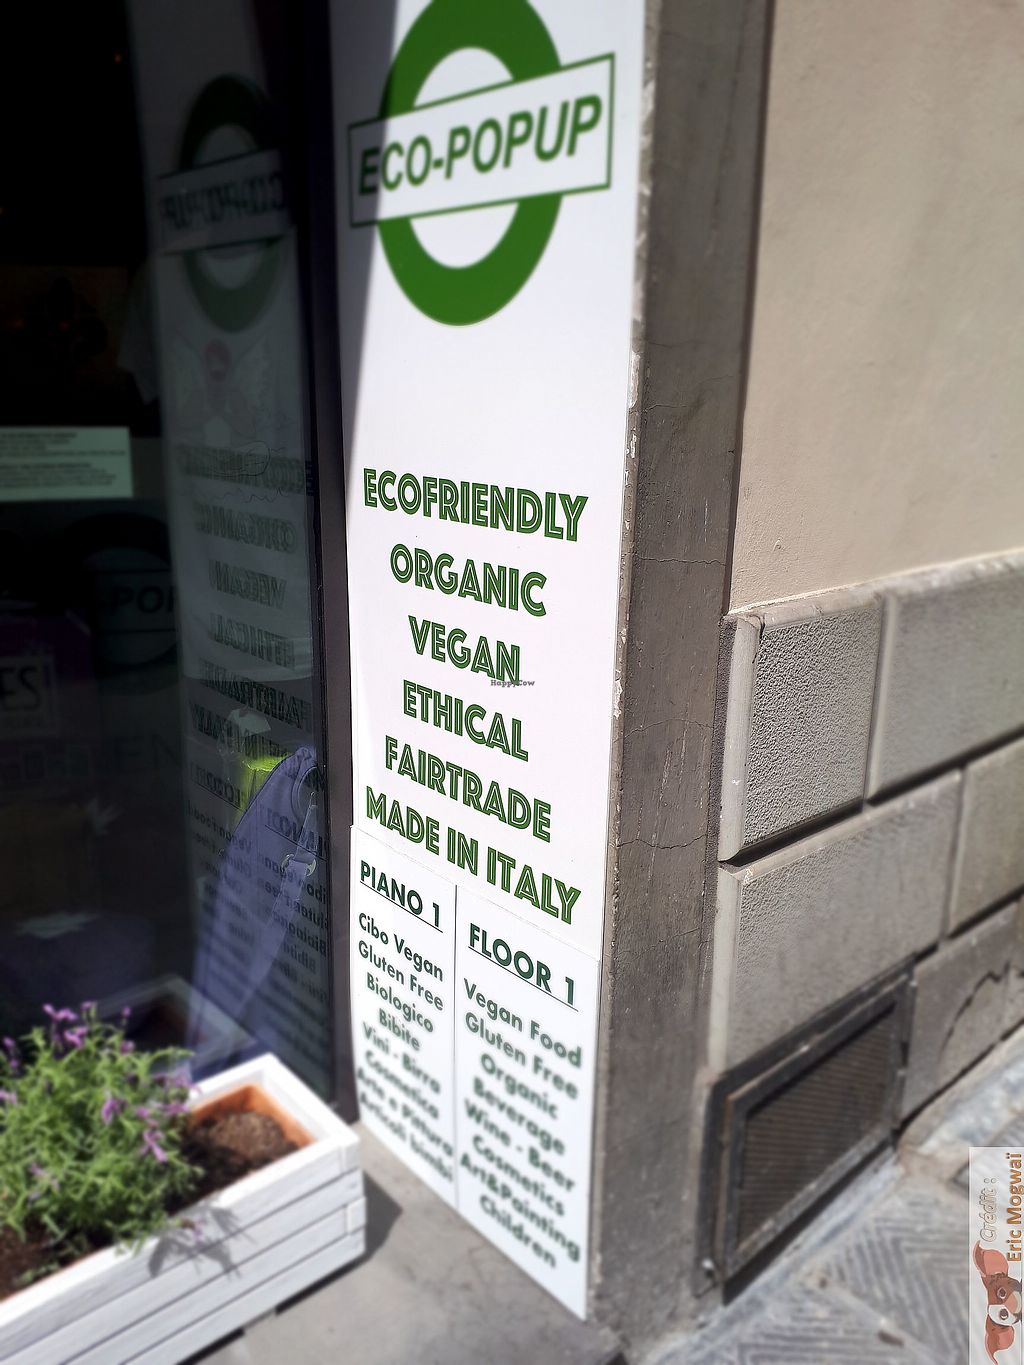 ECO-POPUP
ECOFRIENDLY
ORGANIC
VEGAN
ETHICAL
FAIRTRADE
MADE IN ITALY
PIANO 1
Cibo Vegan
Gluten Free
Biologico
Bibite
Vini - Birra
Cosmetica
Arte e Pittura
Articoli bimbi
FLOOR 1
Vegan Food
Gluten Free
Organic
Beverage
Wine - Beer
Cosmetics
Art&Painting
Children
HappyCow
Crédit :
Eric Mogwaï